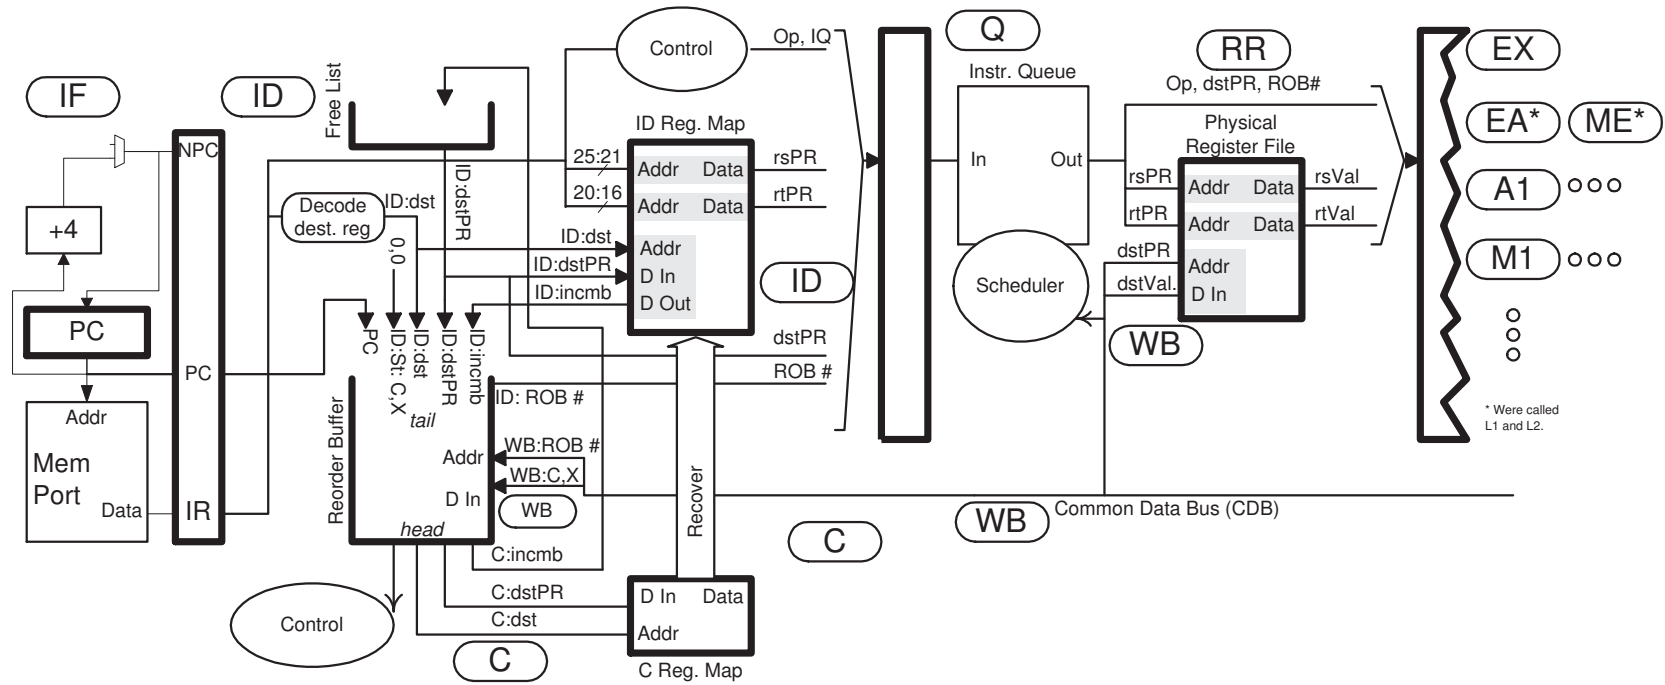 IF
NPC
+4
PC
Addr
Mem
Port
Data
PC
IR
ID
Free List
Decode
dest. reg
ID:dst
ID:dstPR
0,0
PC
ID:St: C,X
ID:dst
ID:dstPR
ID:incmb
tail
Reorder Buffer
Addr
D In
head
ID: ROB #
WB:ROB #
WB:C,X
WB
C:incmb
C:dstPR
C:dst
Control
C
Control
Op, IQ
ID Reg. Map
25:21
Addr Data
rsPR
20:16
Addr Data
rtPR
ID:dst
Addr
ID:dstPR
D In
ID:incmb
D Out
ID
dstPR
ROB #
Recover
D In Data
Addr
C Reg. Map
C
Q
Instr. Queue
In Out
Scheduler
WB
WB
Common Data Bus (CDB)
RR
Op, dstPR, ROB#
Physical
Register File
rsPR
Addr Data
rsVal
rtPR
Addr Data
rtVal
dstPR
Addr
dstVal.
D In
EX
EA*
ME*
A1
M1
* Were called
L1 and L2.